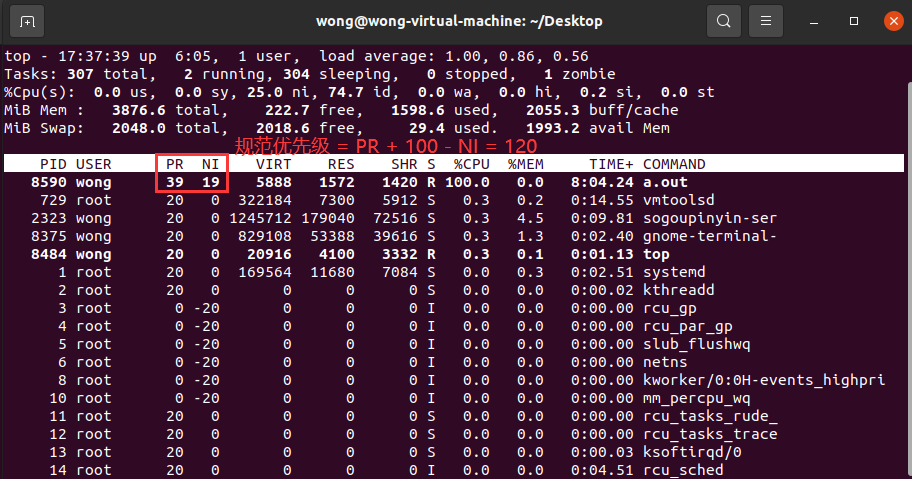 wong@wong-virtual-machine: ~/Desktop
top - 17:37:39 up  6:05,  1 user,  load average: 1.00, 0.86, 0.56
Tasks: 307 total,   2 running, 304 sleeping,   0 stopped,   1 zombie
%Cpu(s):  0.0 us,  0.0 sy, 25.0 ni, 74.7 id,  0.0 wa,  0.0 hi,  0.2 si,  0.0 st
MiB Mem :   3876.6 total,    222.7 free,   1598.6 used,   2055.3 buff/cache
MiB Swap:   2048.0 total,   2018.6 free,     29.4 used.   1993.2 avail Mem
规范优先级 = PR + 100 - NI = 120
PID USER      PR  NI    VIRT    RES    SHR S  %CPU  %MEM     TIME+ COMMAND
8590 wong      39  19    5888   1572   1420 R 100.0   0.0   8:04.24 a.out
729 root      20   0  322184   7300   5912 S   0.3   0.2   0:14.55 vmtoolsd
2323 wong      20   0 1245712 179040  72516 S   0.3   4.5   0:09.81 sogoupinyin-ser
8375 wong      20   0  829108  53388  39616 S   0.3   1.3   0:02.40 gnome-terminal-
8484 wong      20   0   20916   4100   3332 R   0.3   0.1   0:01.13 top
1 root      20   0  169564  11680   7084 S   0.0   0.3   0:02.51 systemd
2 root      20   0       0      0      0 S   0.0   0.0   0:00.02 kthreadd
3 root       0 -20       0      0      0 I   0.0   0.0   0:00.00 rcu_gp
4 root       0 -20       0      0      0 I   0.0   0.0   0:00.00 rcu_par_gp
5 root       0 -20       0      0      0 I   0.0   0.0   0:00.00 slub_flushwq
6 root       0 -20       0      0      0 I   0.0   0.0   0:00.00 netns
8 root       0 -20       0      0      0 I   0.0   0.0   0:00.00 kworker/0:0H-events_highpri
10 root       0 -20       0      0      0 I   0.0   0.0   0:00.00 mm_percpu_wq
11 root      20   0       0      0      0 S   0.0   0.0   0:00.00 rcu_tasks_rude_
12 root      20   0       0      0      0 S   0.0   0.0   0:00.00 rcu_tasks_trace
13 root      20   0       0      0      0 S   0.0   0.0   0:00.03 ksoftirqd/0
14 root      20   0       0      0      0 I   0.0   0.0   0:04.51 rcu_sched